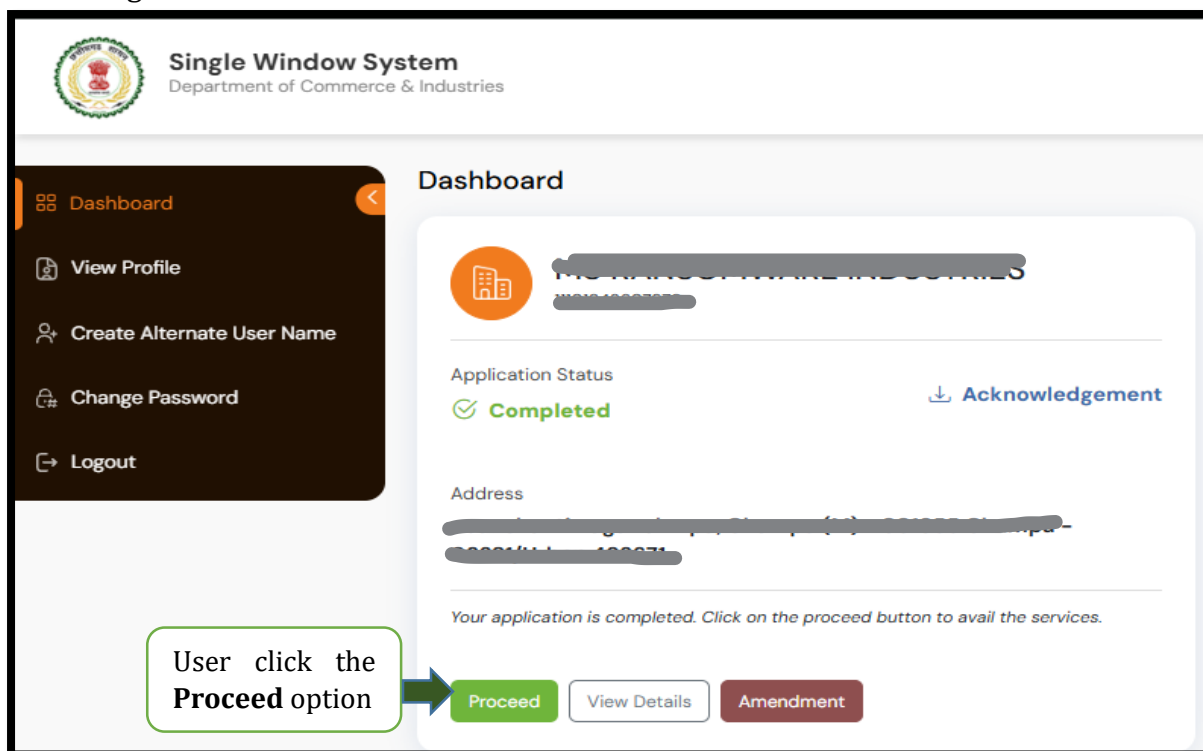 Single Window System
Department of Commerce & Industries
Dashboard
View Profile
Create Alternate User Name
Change Password
Logout
Dashboard
INDUSTRIES
Application Status
Completed
Acknowledgement
Address
Your application is completed. Click on the proceed button to avail the services.
User click the
Proceed option
Proceed
View Details
Amendment